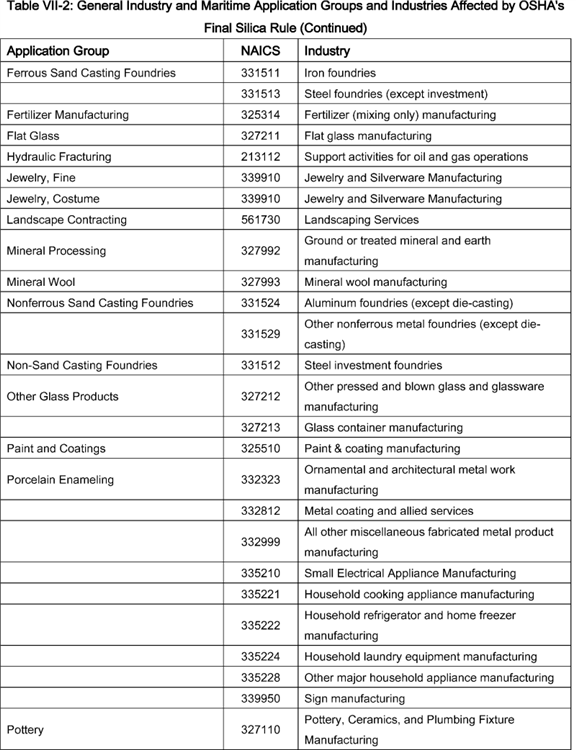 Table VII-2: General Industry and Maritime Application Groups and Industries Affected by OSHA's
Final Silica Rule (Continued)
Application Group NAICS Industry
Ferrous Sand Casting Foundries 331511 Iron foundries
331513 Steel foundries (except investment)
Fertilizer Manufacturing 325314 Fertilizer (mixing only) manufacturing
Flat Glass 327211 Flat glass manufacturing
Hydraulic Fracturing 213112 Support activities for oil and gas operations
Jewelry, Fine 339910 Jewelry and Silverware Manufacturing
Jewelry, Costume 339910 Jewelry and Silverware Manufacturing
Landscape Contracting 561730 Landscaping Services
Mineral Processing 327992 Ground or treated mineral and earth
manufacturing
Mineral Wool 327993 Mineral wool manufacturing
Nonferrous Sand Casting Foundries 331524 Aluminum foundries (except die-casting)
331529 Other nonferrous metal foundries (except die-
casting)
Non-Sand Casting Foundries 331512 Steel investment foundries
Other Glass Products 327212 Other pressed and blown glass and glassware
manufacturing
327213 Glass container manufacturing
Paint and Coatings 325510 Paint & coating manufacturing
Porcelain Enameling 332323 Ornamental and architectural metal work
manufacturing
332812 Metal coating and allied services
332999 All other miscellaneous fabricated metal product
manufacturing
335210 Small Electrical Appliance Manufacturing
335221 Household cooking appliance manufacturing
335222 Household refrigerator and home freezer
manufacturing
335224 Household laundry equipment manufacturing
335228 Other major household appliance manufacturing
339950 Sign manufacturing
Pottery 327110 Pottery, Ceramics, and Plumbing Fixture
Manufacturing